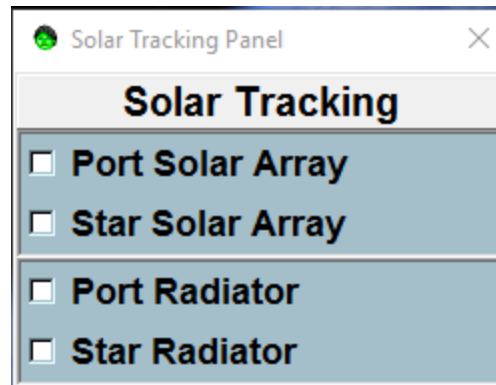 Solar Tracking Panel
Solar Tracking
Port Solar Array
Star Solar Array
Port Radiator
Star Radiator